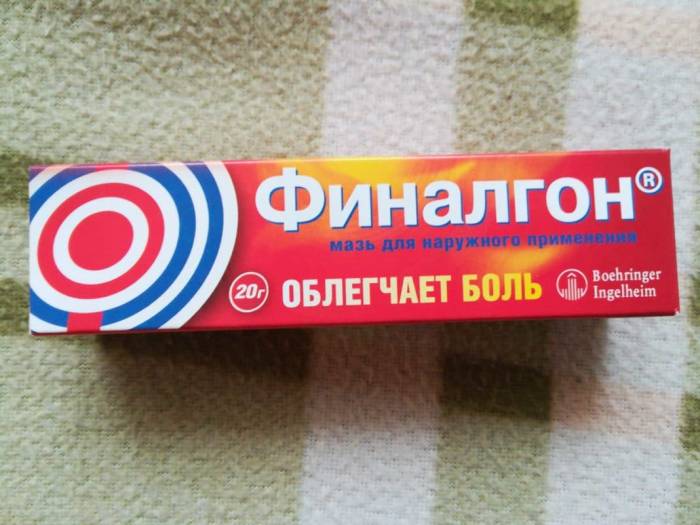 Финалгон®
мазь для наружного применения
20г
ОБЛЕГЧАЕТ БОЛЬ
Boehringer
Ingelheim